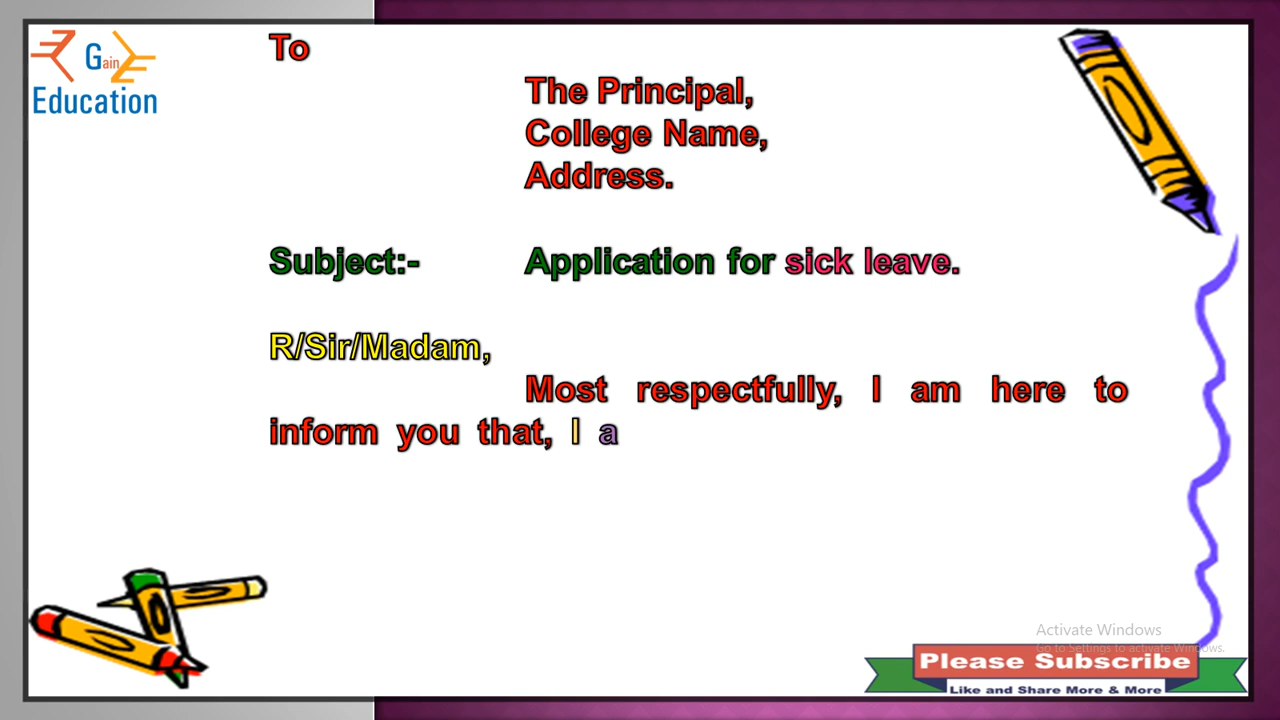 Gain
Education
To
The Principal,
College Name,
Address.
Subject:- Application for sick leave.
R/Sir/Madam,
Most respectfully, I am here to
inform you that, I a
Activate Windows
Go to Settings to activate Windows.
Please Subscribe
Like and Share More & More